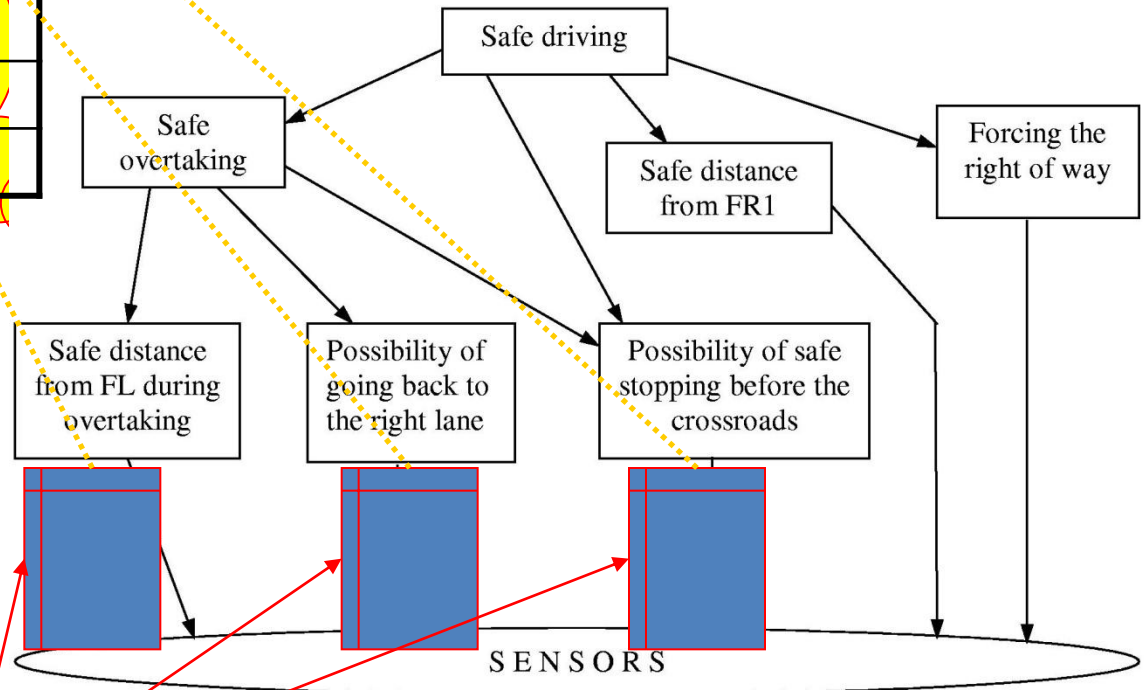 Safe driving
Safe
overtaking
Safe distance
from FR1
Forcing the
right of way
Safe distance
from FL during
overtaking
Possibility of
going back to
the right lane
Possibility of safe
stopping before the
crossroads
SENSORS